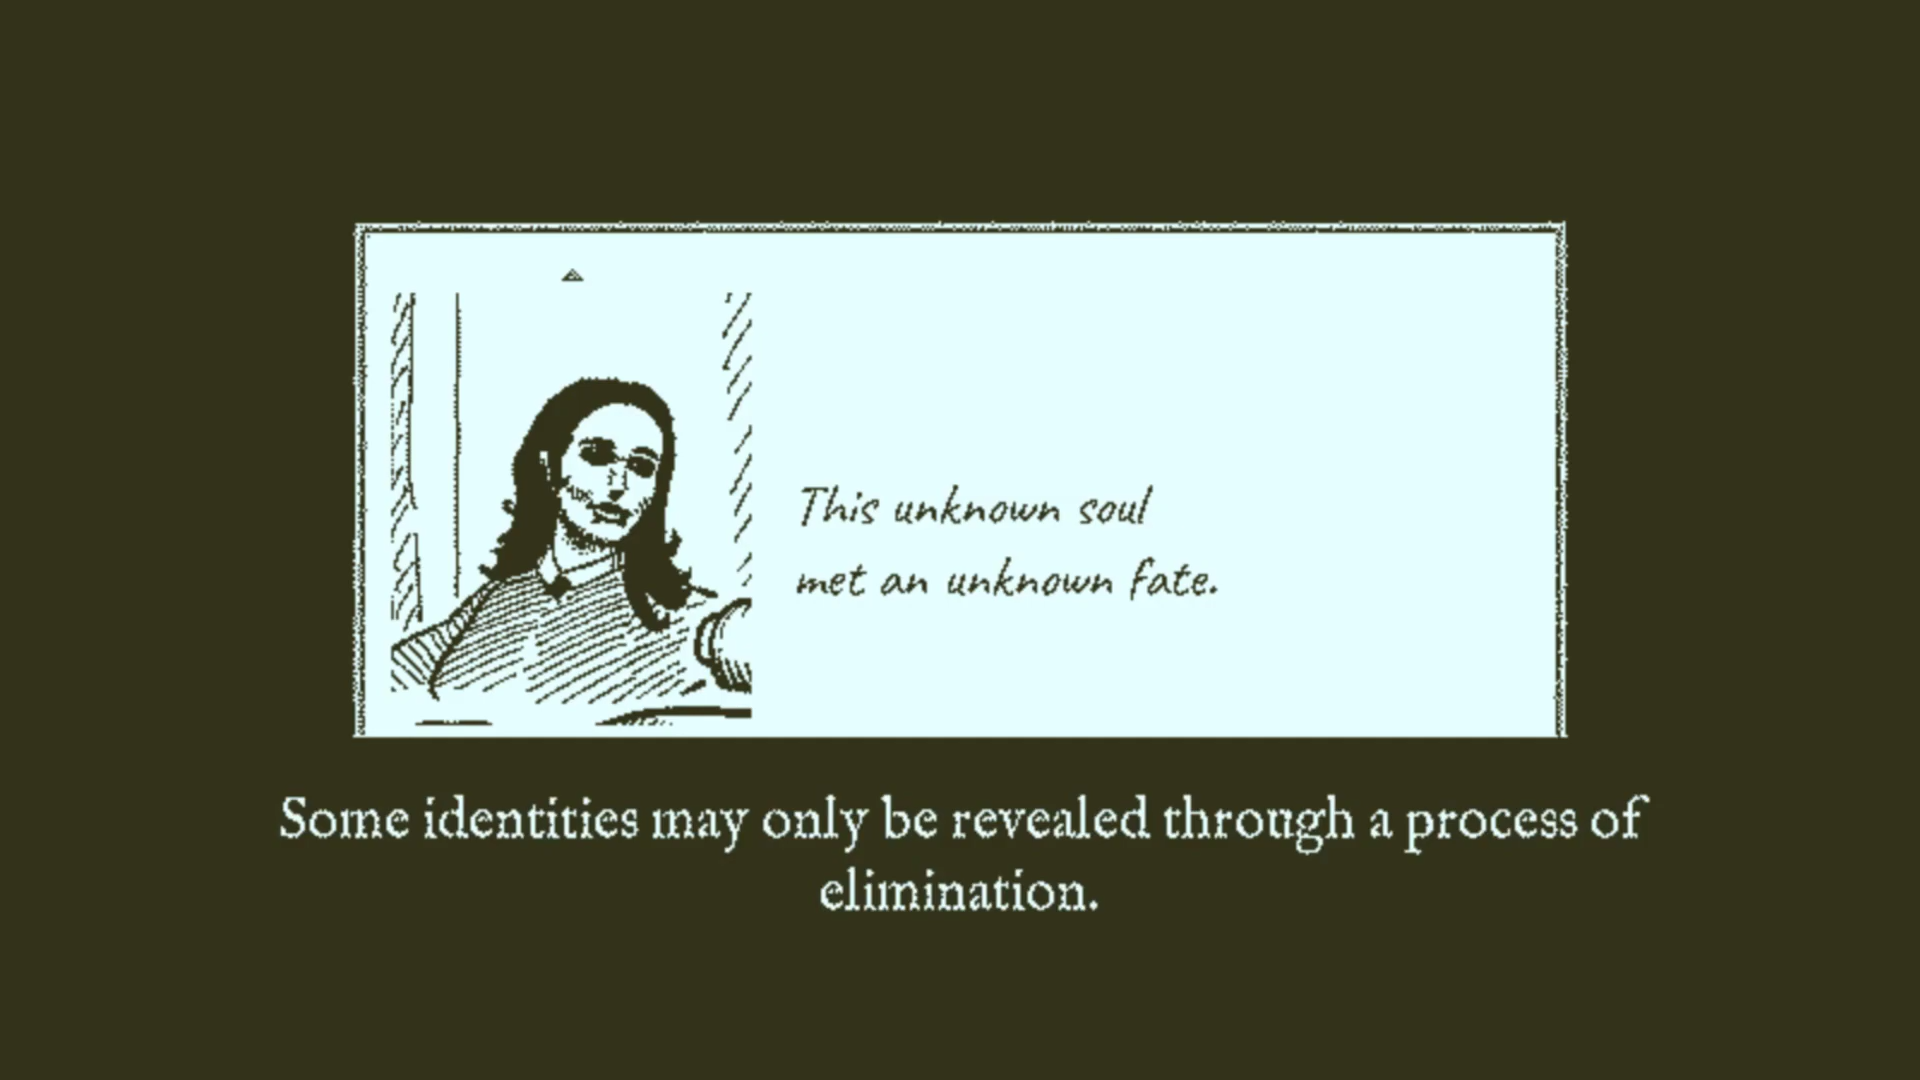 This unknown soul
met an unknown fate.
Some identities may only be revealed through a process of
elimination.